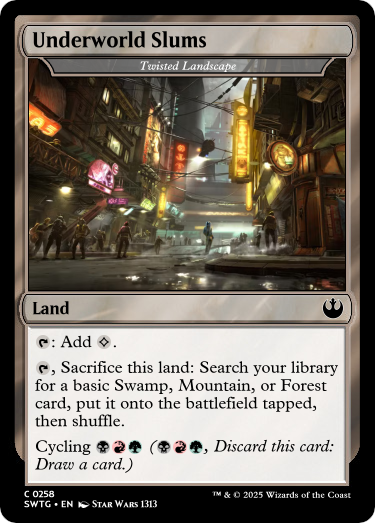 Underworld Slums
Twisted Landscape
Land
: Add .
, Sacrifice this land: Search your library
for a basic Swamp, Mountain, or Forest
card, put it onto the battlefield tapped,
then shuffle.
Cycling ( , Discard this card:
Draw a card.)
C 0258
SWTG • EN STAR WARS 1313
™ & © 2025 Wizards of the Coast